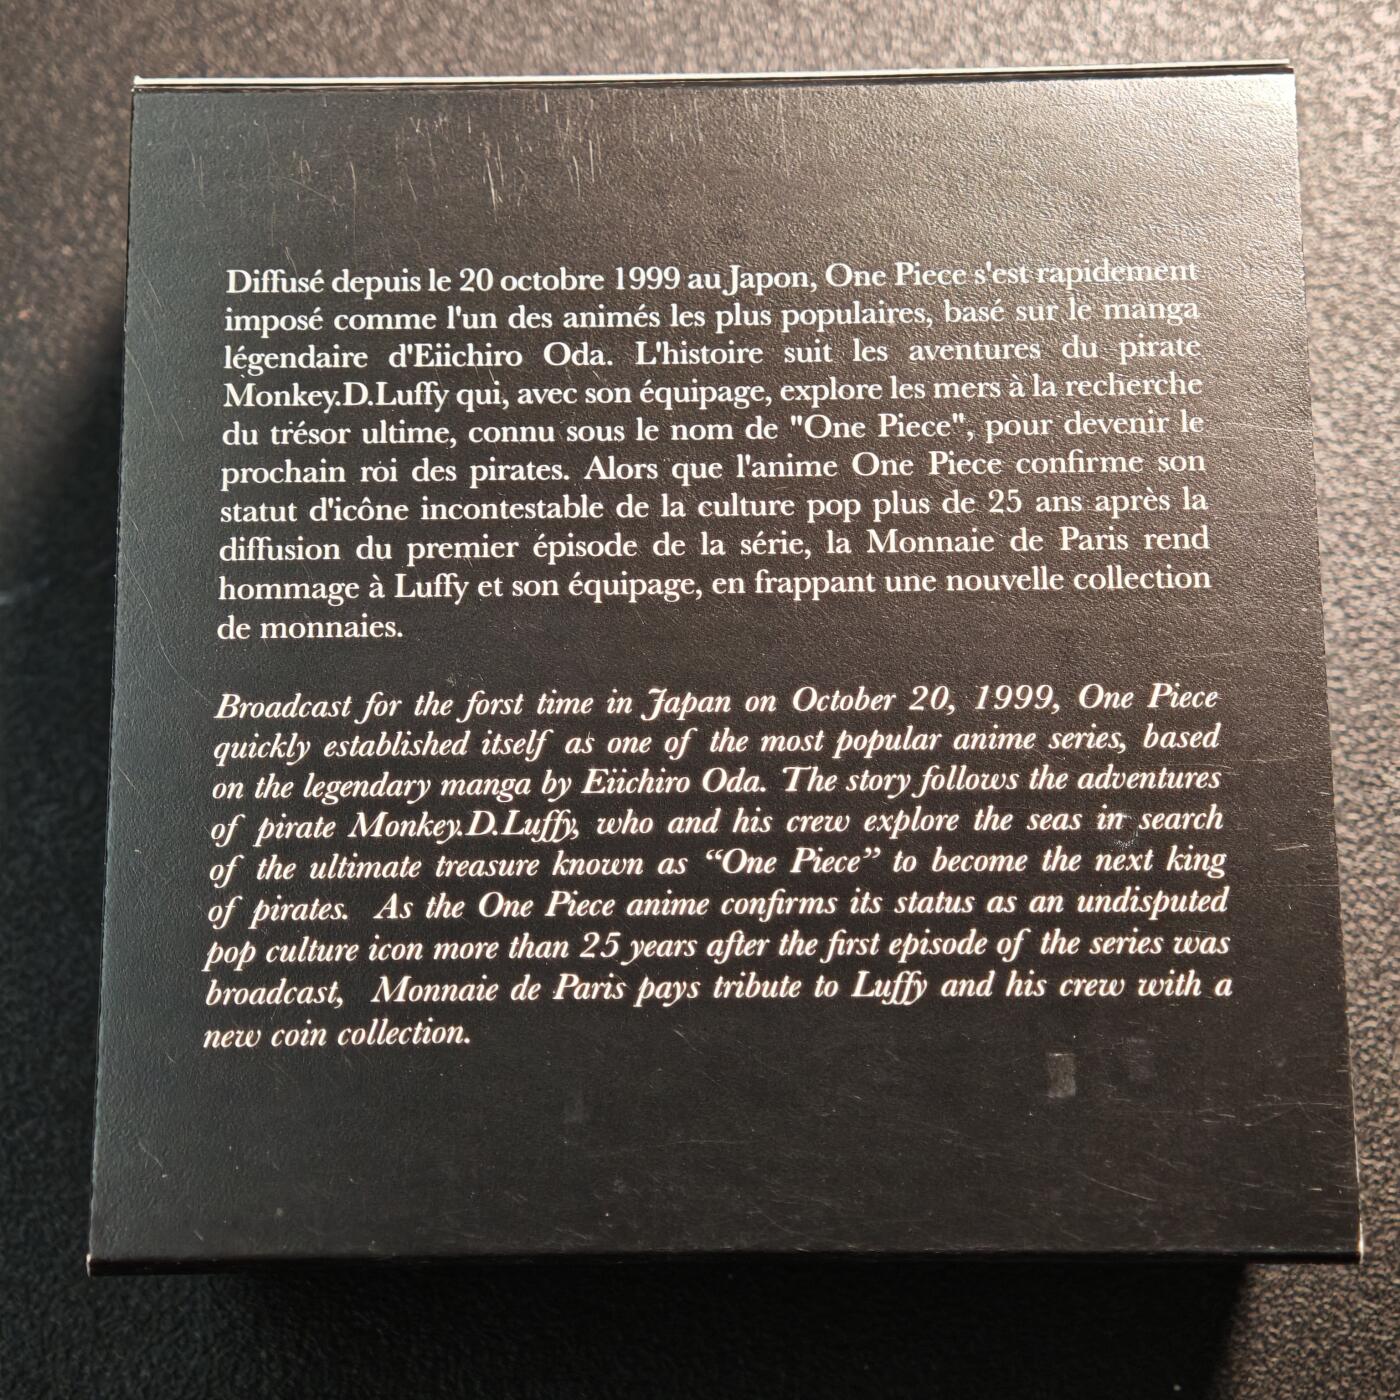 Diffusé depuis le 20 octobre 1999 au Japon, One Piece s'est rapidement
imposé comme l'un des animés les plus populaires, basé sur le manga
légendaire d'Eiichiro Oda. L'histoire suit les aventures du pirate
Monkey.D.Luffy qui, avec son équipage, explore les mers à la recherche
du trésor ultime, connu sous le nom de "One Piece", pour devenir le
prochain roi des pirates. Alors que l'anime One Piece confirme son
statut d'icône incontestable de la culture pop plus de 25 ans après la
diffusion du premier épisode de la série, la Monnaie de Paris rend
hommage à Luffy et son équipage, en frappant une nouvelle collection
de monnaies.
Broadcast for the forst time in Japan on October 20, 1999, One Piece
quickly established itself as one of the most popular anime series, based
on the legendary manga by Eiichiro Oda. The story follows the adventures
of pirate Monkey.D.Luffy, who and his crew explore the seas in search
of the ultimate treasure known as “One Piece” to become the next king
of pirates. As the One Piece anime confirms its status as an undisputed
pop culture icon more than 25 years after the first episode of the series was
broadcast, Monnaie de Paris pays tribute to Luffy and his crew with a
new coin collection.